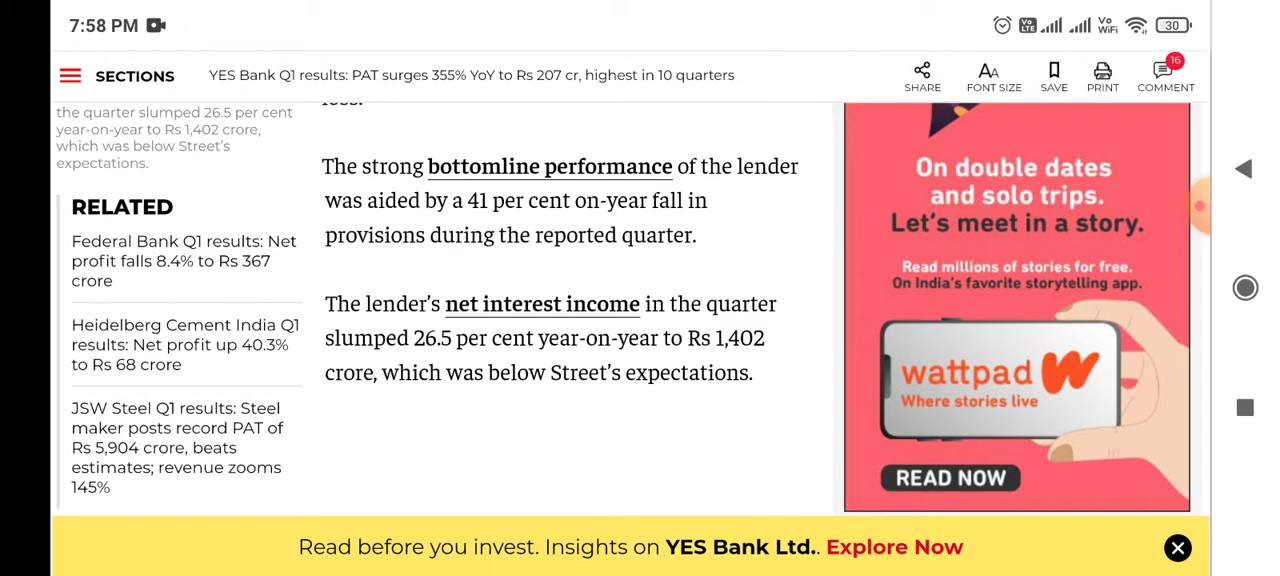 7:58 PM
Vo LTE
Vo WiFi
30
SECTIONS
YES Bank Q1 results: PAT surges 355% YoY to Rs 207 cr, highest in 10 quarters
SHARE
AA FONT SIZE
SAVE
PRINT
16
COMMENT
the quarter slumped 26.5 per cent
year-on-year to Rs 1,402 crore,
which was below Street's
expectations.
RELATED
Federal Bank Q1 results: Net
profit falls 8.4% to Rs 367
crore
Heidelberg Cement India Q1
results: Net profit up 40.3%
to Rs 68 crore
JSW Steel Q1 results: Steel
maker posts record PAT of
Rs 5,904 crore, beats
estimates; revenue zooms
145%
loss.
The strong bottomline performance of the lender
was aided by a 41 per cent on-year fall in
provisions during the reported quarter.
The lender's net interest income in the quarter
slumped 26.5 per cent year-on-year to Rs 1,402
crore, which was below Street's expectations.
On double dates
and solo trips.
Let's meet in a story.
Read millions of stories for free.
On India's favorite storytelling app.
wattpad
Where stories live
READ NOW
Read before you invest. Insights on YES Bank Ltd.. Explore Now